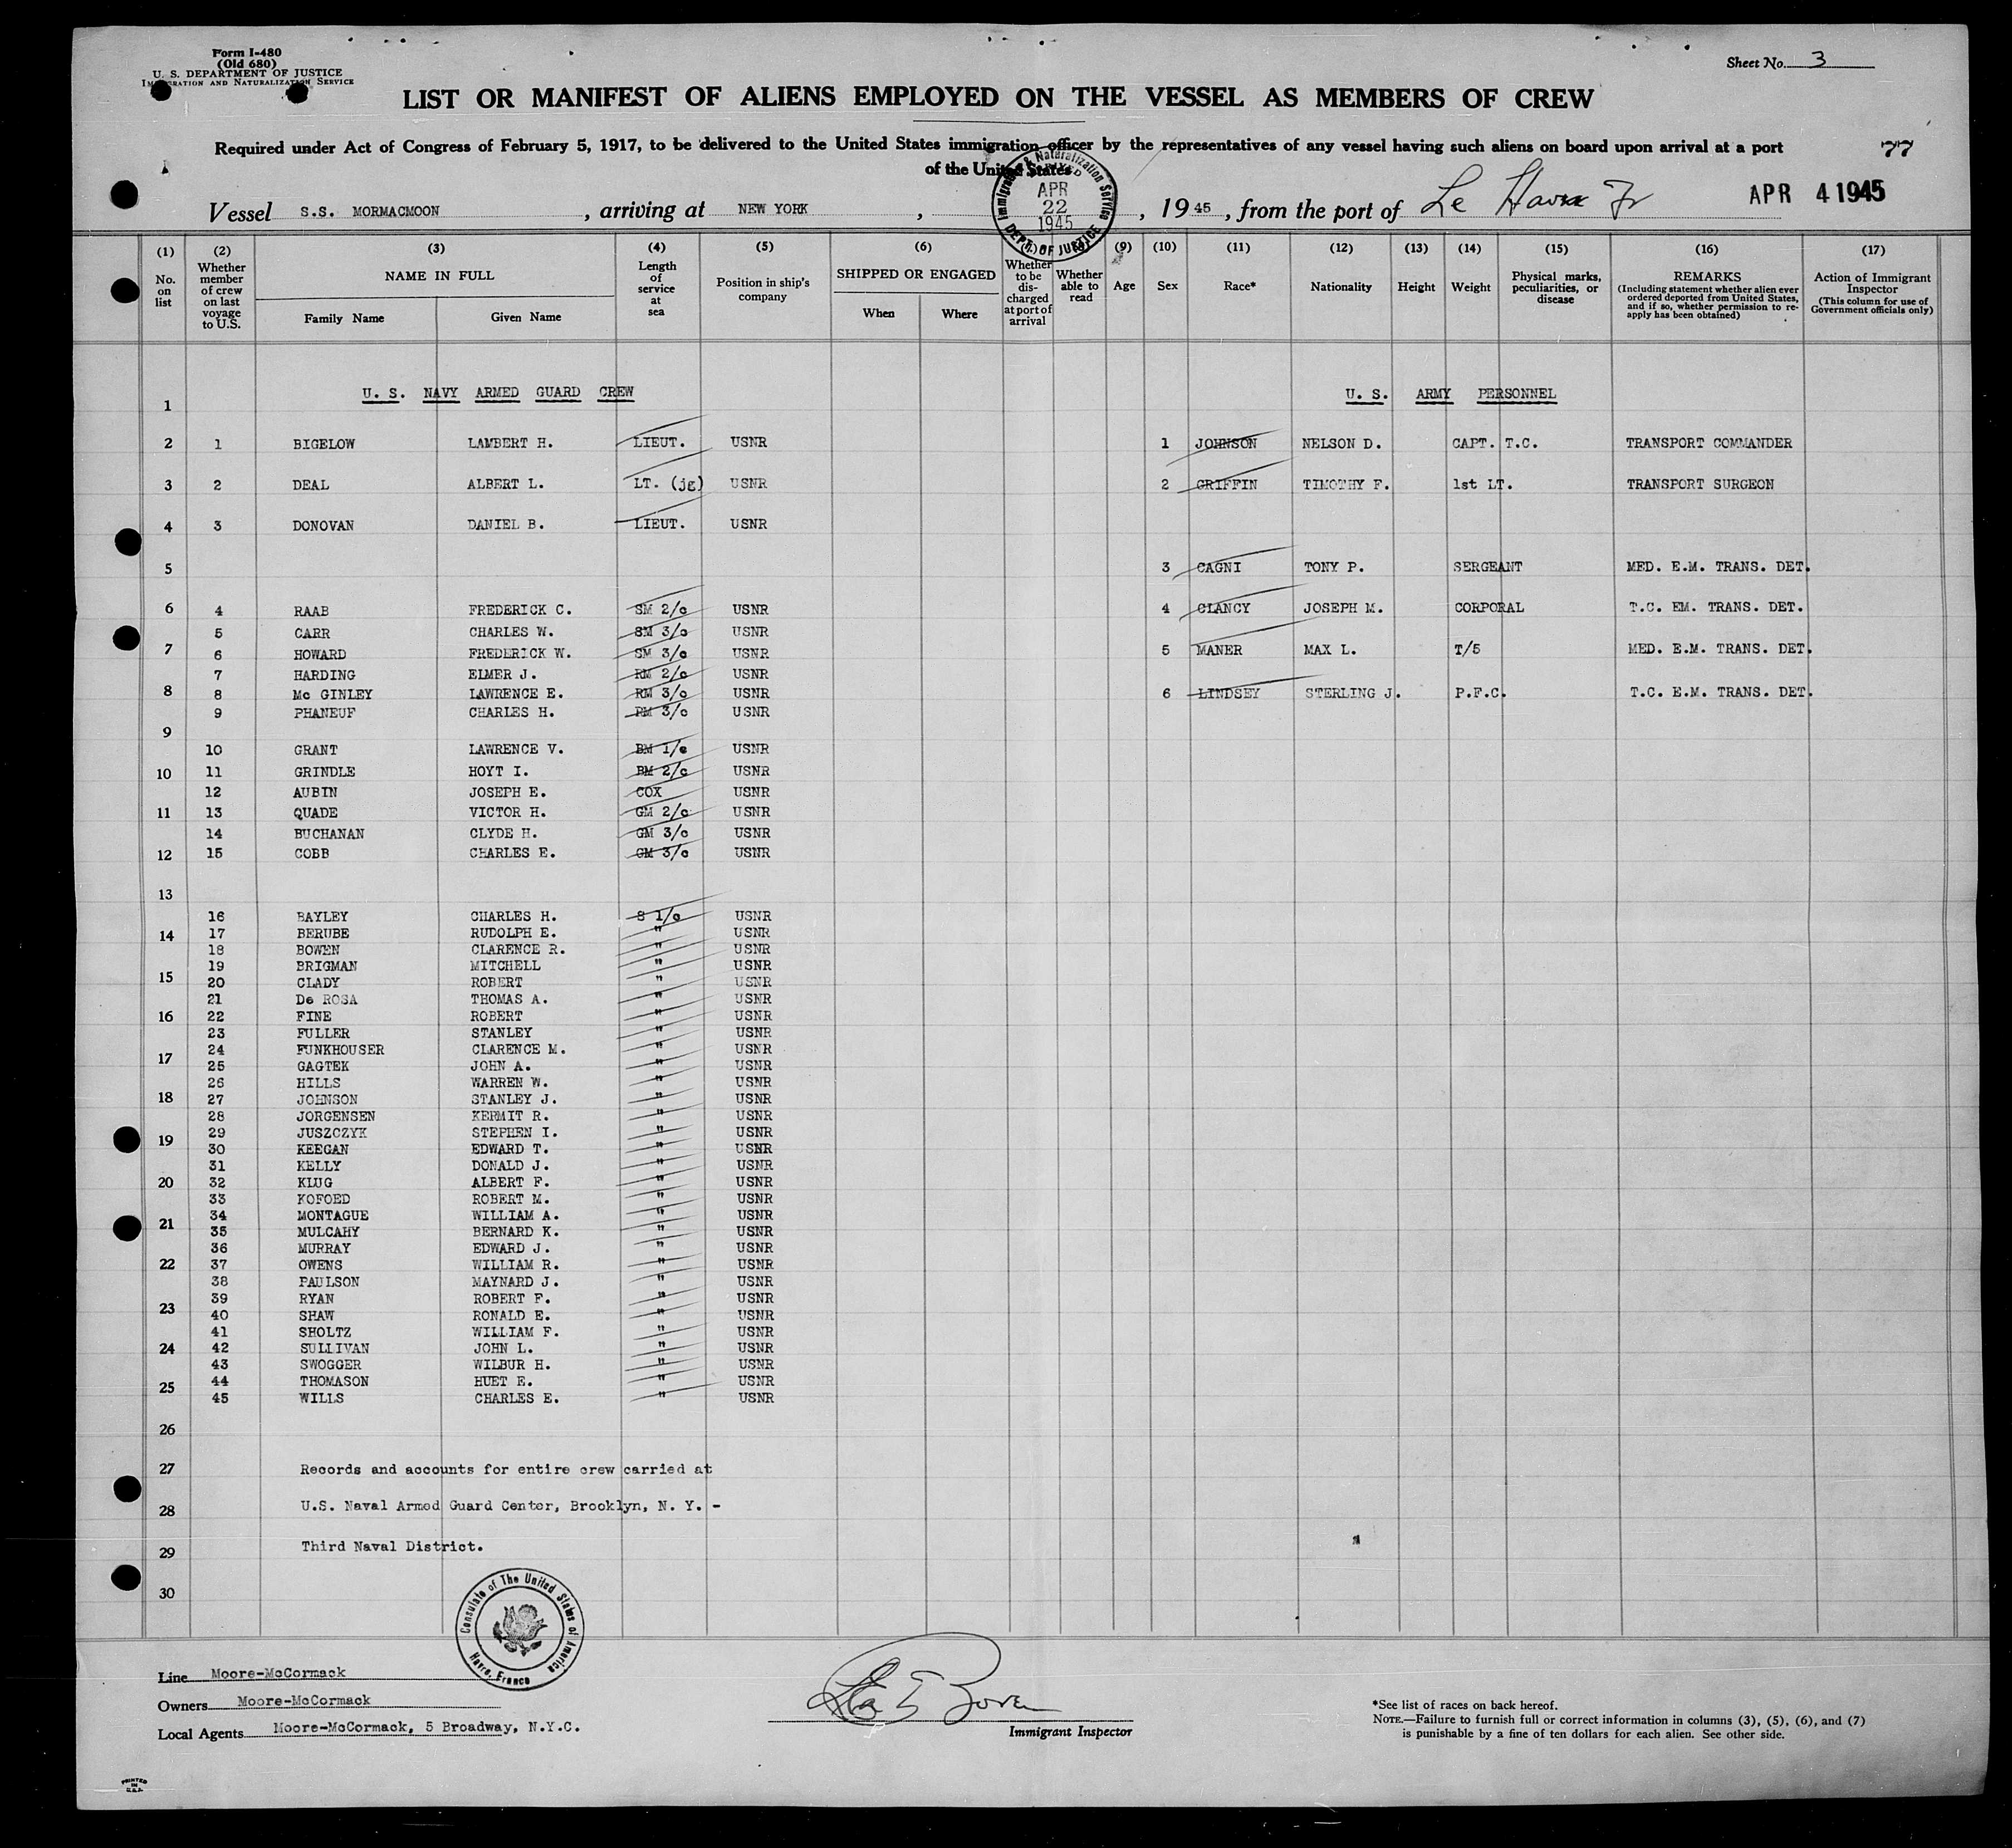 Form I-480
(Old 680)
U. S. DEPARTMENT OF JUSTICE
IMMIGRATION AND NATURALIZATION SERVICE
Sheet No. 3
LIST OR MANIFEST OF ALIENS EMPLOYED ON THE VESSEL AS MEMBERS OF CREW
Required under Act of Congress of February 5, 1917, to be delivered to the United States immigration officer by the representatives of any vessel having such aliens on board upon arrival at a port
of the United States
77
Immigration & Naturalization Service
APR
22
1945
DEPT. OF JUSTICE
APR 4 1945
Vessel S.S. MORMACMOON , arriving at NEW YORK , , 19 45 , from the port of Le Havre Fr
(1) (2) (3) (4) (5) (6) (9) (10) (11) (12) (13) (14) (15) (16) (17)
No. on list
Whether member of crew on last voyage to U.S.
NAME IN FULL
Family Name Given Name
Length of service at sea
Position in ship's company
SHIPPED OR ENGAGED
When Where
Whether to be discharged at port of arrival
Whether able to read
Age
Sex
Race*
Nationality
Height
Weight
Physical marks, peculiarities, or disease
REMARKS
(Including statement whether alien ever ordered deported from United States, and if so, whether permission to re-apply has been obtained)
Action of Immigrant Inspector
(This column for use of Government officials only)
U. S. NAVY ARMED GUARD CREW U. S. ARMY PERSONNEL
1
2 1 BIGELOW LAMBERT H. LIEUT. USNR 1 JOHNSON NELSON D. CAPT. T.C. TRANSPORT COMMANDER
3 2 DEAL ALBERT L. LT. (jg) USNR 2 GRIFFIN TIMOTHY F. 1st LT. TRANSPORT SURGEON
4 3 DONOVAN DANIEL B. LIEUT. USNR
5 3 CAGNI TONY P. SERGEANT MED. E.M. TRANS. DET.
6 4 RAAB FREDERICK C. SM 2/c USNR 4 CLANCY JOSEPH M. CORPORAL T.C. EM. TRANS. DET.
5 CARR CHARLES W. SM 3/c USNR
7 6 HOWARD FREDERICK W. SM 3/c USNR 5 MANER MAX L. T/5 MED. E.M. TRANS. DET.
7 HARDING ELMER J. RM 2/c USNR
8 8 Mc GINLEY LAWRENCE E. RM 3/c USNR 6 LINDSEY STERLING J. P.F.C. T.C. E.M. TRANS. DET.
9 PHANEUF CHARLES H. RM 3/c USNR
9
10 GRANT LAWRENCE V. BM 1/c USNR
10 11 GRINDLE HOYT I. BM 2/c USNR
12 AUBIN JOSEPH E. COX USNR
11 13 QUADE VICTOR H. GM 2/c USNR
14 BUCHANAN CLYDE H. GM 3/c USNR
12 15 COBB CHARLES E. GM 3/c USNR
13
16 BAYLEY CHARLES H. S 1/c USNR
14 17 BERUBE RUDOLPH E. " USNR
18 BOWEN CLARENCE R. " USNR
19 BRIGMAN MITCHELL " USNR
15 20 CLADY ROBERT " USNR
21 De ROSA THOMAS A. " USNR
16 22 FINE ROBERT " USNR
23 FULLER STANLEY " USNR
24 FUNKHOUSER CLARENCE M. " USNR
17 25 GAGTEK JOHN A. " USNR
26 HILLS WARREN W. " USNR
18 27 JOHNSON STANLEY J. " USNR
28 JORGENSEN KERMIT R. " USNR
29 JUSZCZYK STEPHEN I. " USNR
19 30 KEEGAN EDWARD T. " USNR
31 KELLY DONALD J. " USNR
20 32 KLUG ALBERT F. " USNR
33 KOFOED ROBERT M. " USNR
34 MONTAGUE WILLIAM A. " USNR
21 35 MULCAHY BERNARD K. " USNR
36 MURRAY EDWARD J. " USNR
22 37 OWENS WILLIAM R. " USNR
38 PAULSON MAYNARD J. " USNR
39 RYAN ROBERT F. " USNR
23 40 SHAW RONALD E. " USNR
41 SHOLTZ WILLIAM F. " USNR
24 42 SULLIVAN JOHN L. " USNR
43 SWOGGER WILBUR H. " USNR
44 THOMASON HUET E. " USNR
25 45 WILLS CHARLES E. " USNR
26
27 Records and accounts for entire crew carried at
28 U.S. Naval Armed Guard Center, Brooklyn, N. Y. -
29 Third Naval District.
30
Consulate of The United States of America
Havre, France
Line Moore-McCormack
Owners Moore-McCormack
Local Agents Moore-McCormack, 5 Broadway, N.Y.C.
Immigrant Inspector
*See list of races on back hereof.
NOTE.—Failure to furnish full or correct information in columns (3), (5), (6), and (7)
is punishable by a fine of ten dollars for each alien. See other side.
PRINTED
IN
U.S.A.